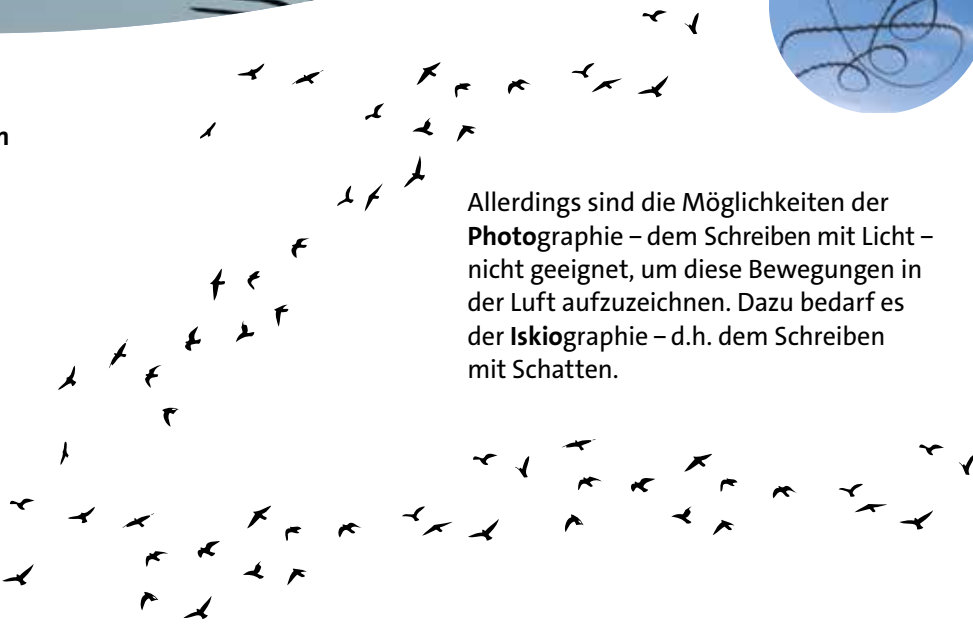 n
Allerdings sind die Möglichkeiten der
Photographie – dem Schreiben mit Licht –
nicht geeignet, um diese Bewegungen in
der Luft aufzuzeichnen. Dazu bedarf es
der Iskiographie – d.h. dem Schreiben
mit Schatten.